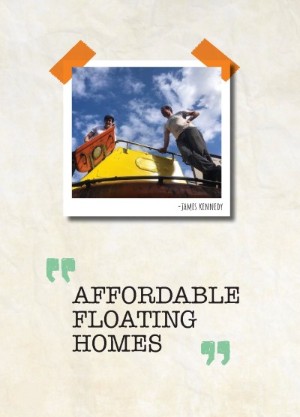 -JAMES KENNEDY
"
AFFORDABLE
FLOATING
HOMES
"